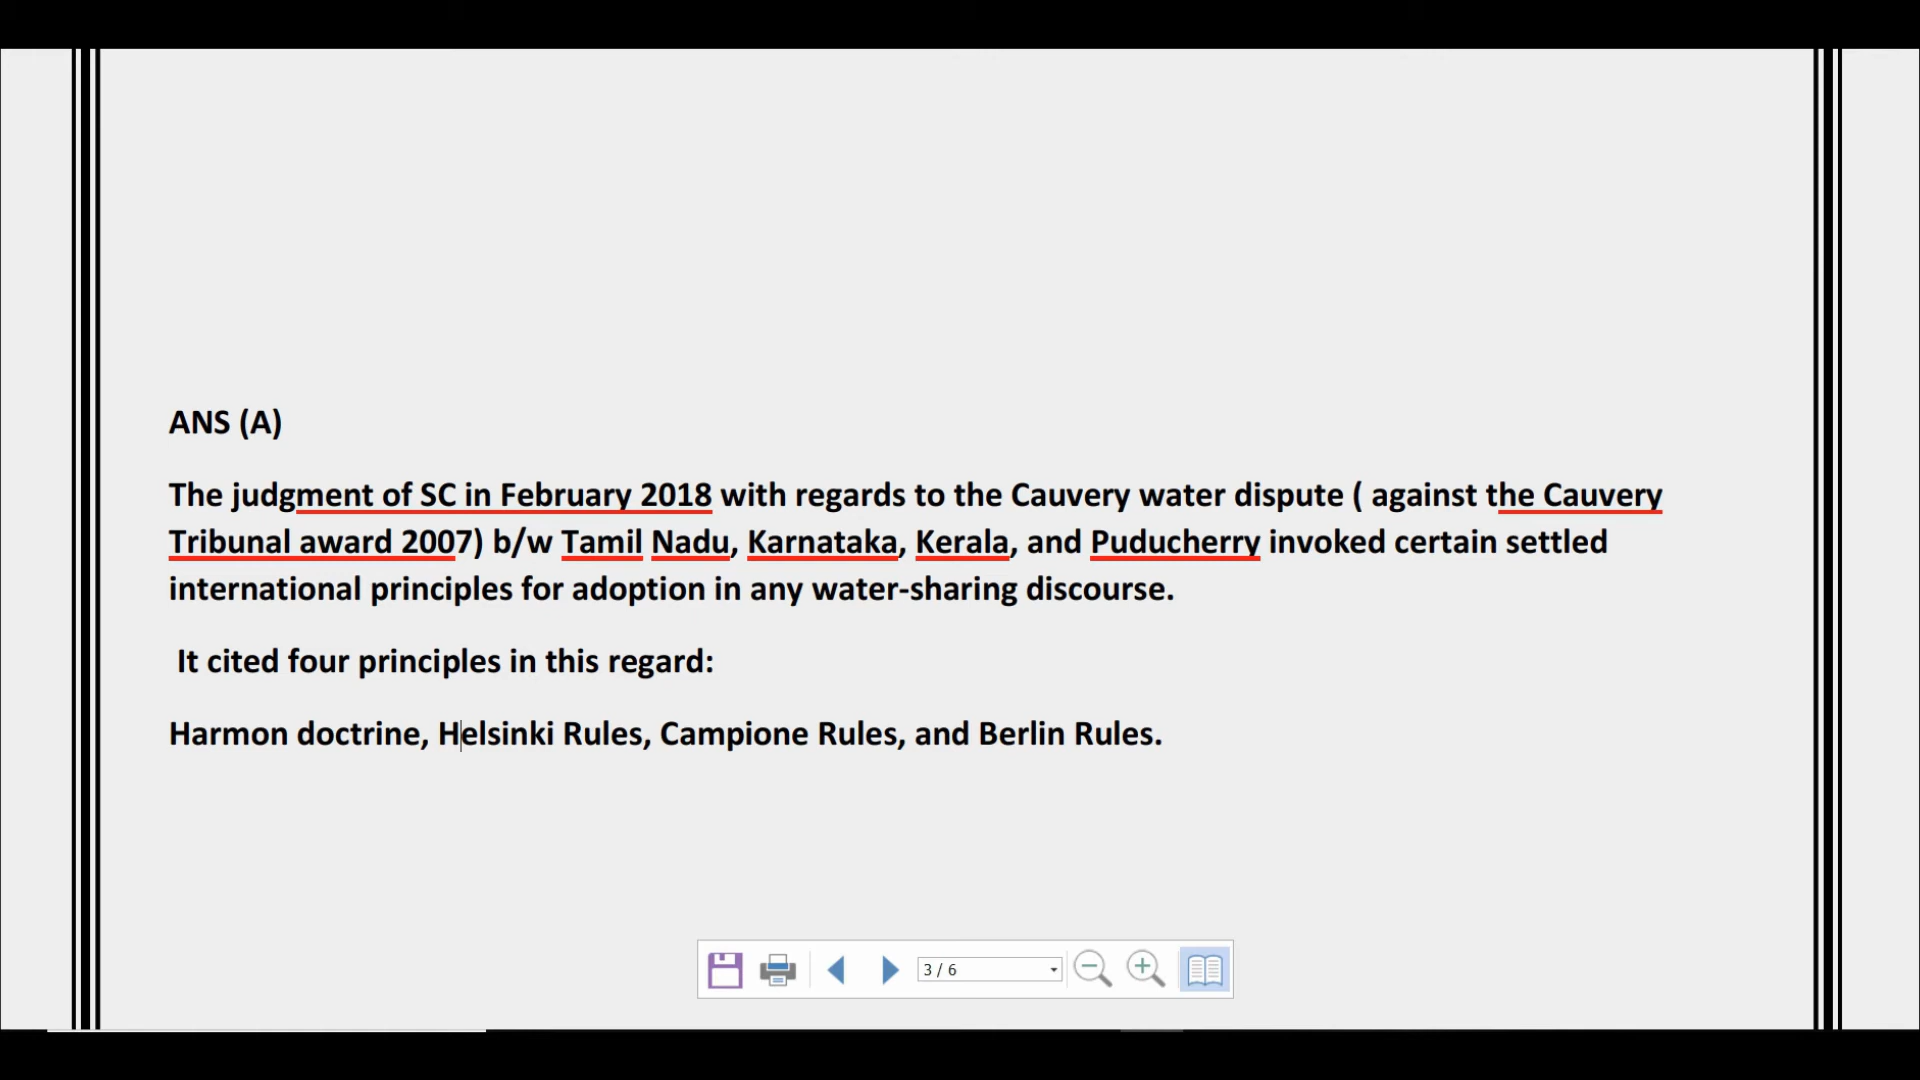 ANS (A)
The judgment of SC in February 2018 with regards to the Cauvery water dispute ( against the Cauvery
Tribunal award 2007) b/w Tamil Nadu, Karnataka, Kerala, and Puducherry invoked certain settled
international principles for adoption in any water-sharing discourse.
It cited four principles in this regard:
Harmon doctrine, Helsinki Rules, Campione Rules, and Berlin Rules.
3 / 6